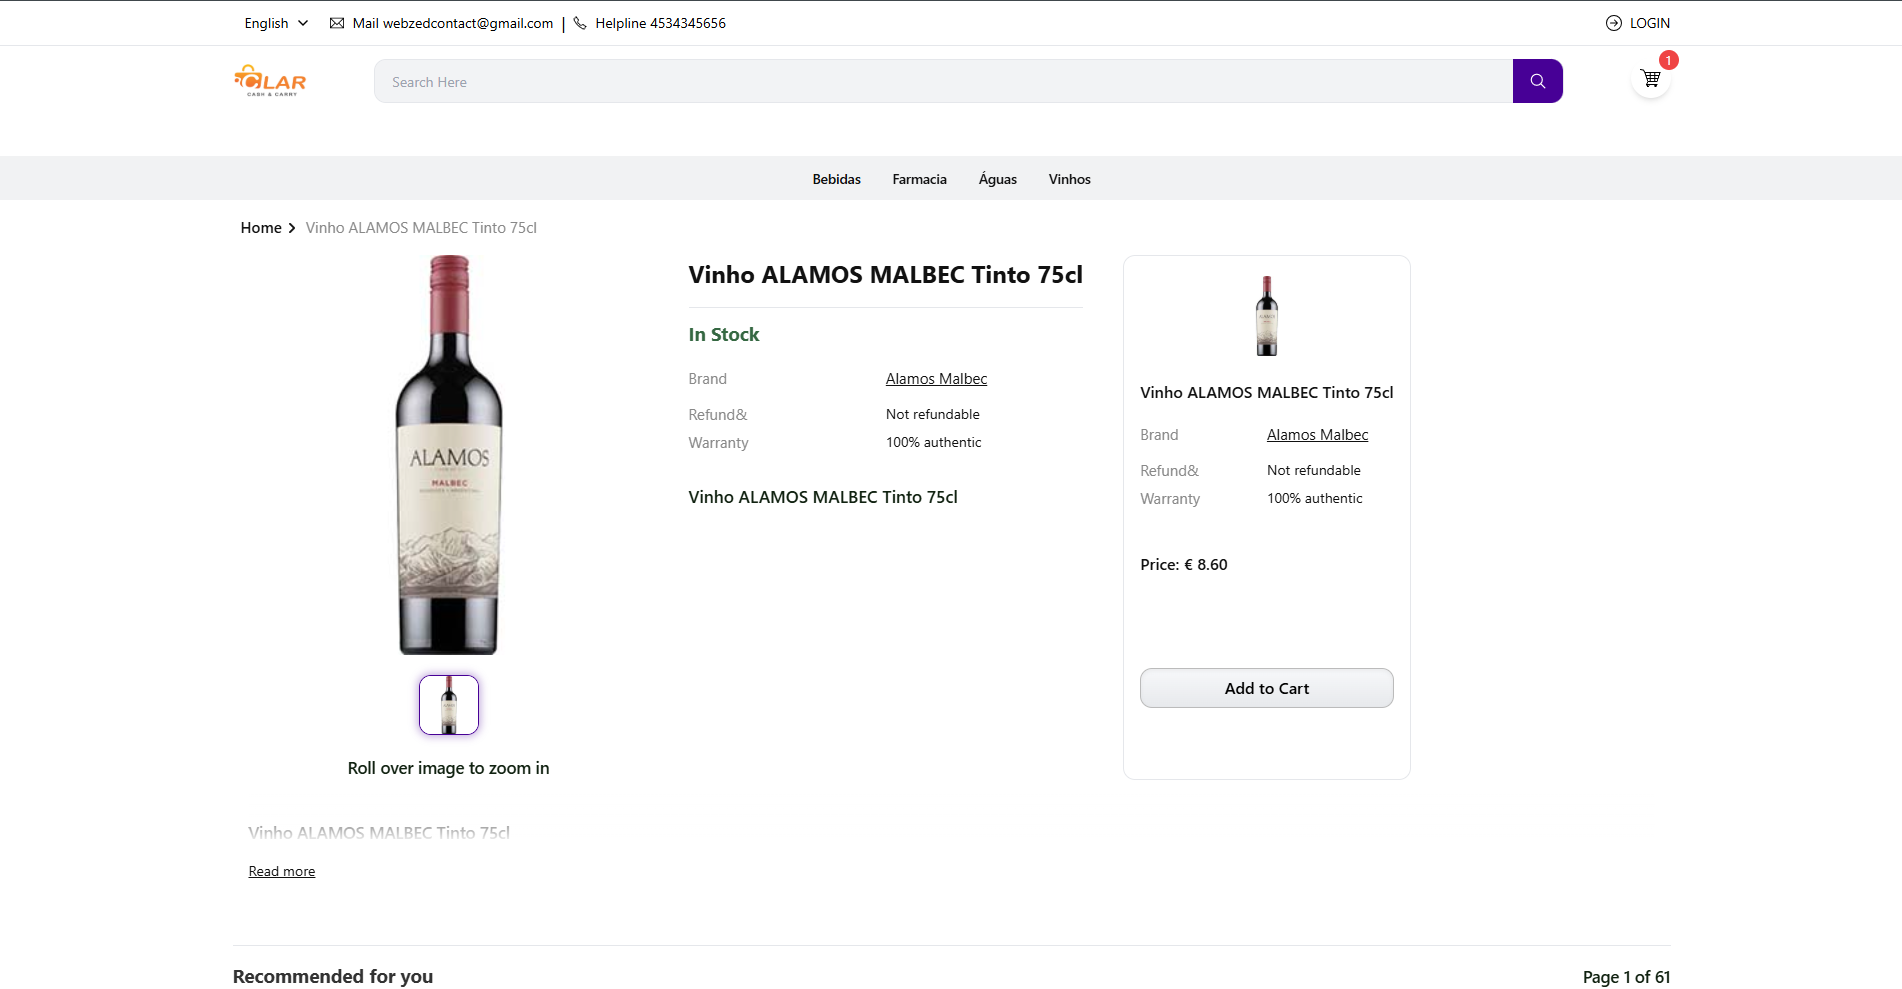 English
Mail webzedcontact@gmail.com | Helpline 4534345656
LOGIN
OLAR
CASH & CARRY
Search Here
1
Bebidas
Farmacia
Águas
Vinhos
Home > Vinho ALAMOS MALBEC Tinto 75cl
ALAMOS
MALBEC
Roll over image to zoom in
Vinho ALAMOS MALBEC Tinto 75cl
In Stock
Brand Alamos Malbec
Refund& Not refundable
Warranty 100% authentic
Vinho ALAMOS MALBEC Tinto 75cl
Vinho ALAMOS MALBEC Tinto 75cl
Brand Alamos Malbec
Refund& Not refundable
Warranty 100% authentic
Price: € 8.60
Add to Cart
Vinho ALAMOS MALBEC Tinto 75cl
Read more
Recommended for you
Page 1 of 61